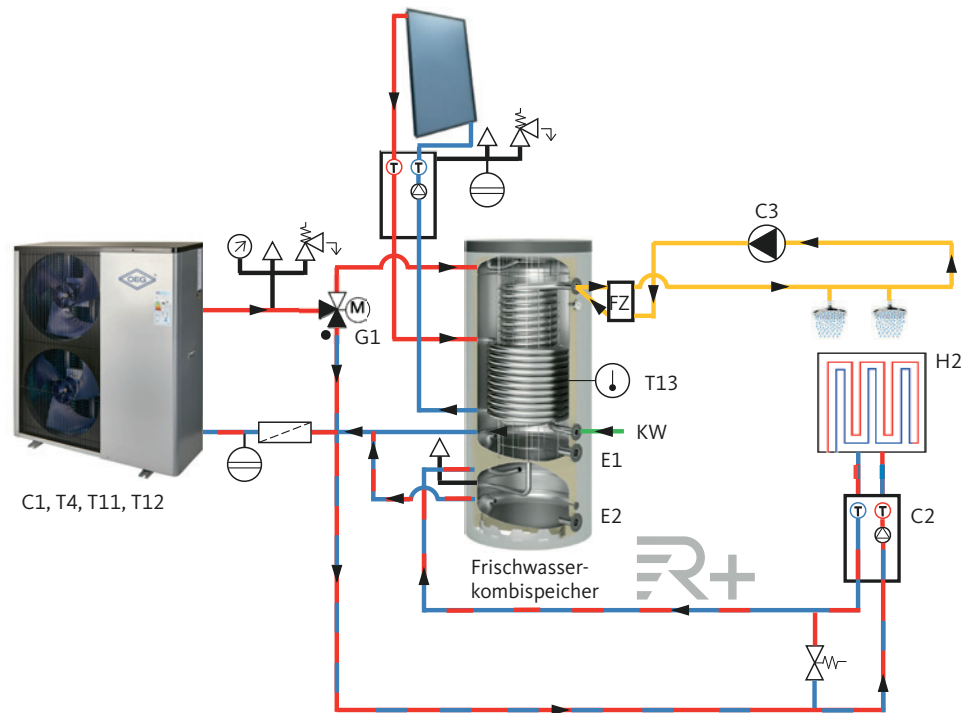 T
T
C3
OEG
M
G1
FZ
T13
H2
KW
E1
E2
C1, T4, T11, T12
T
T
C2
Frischwasser-
kombispeicher
R+